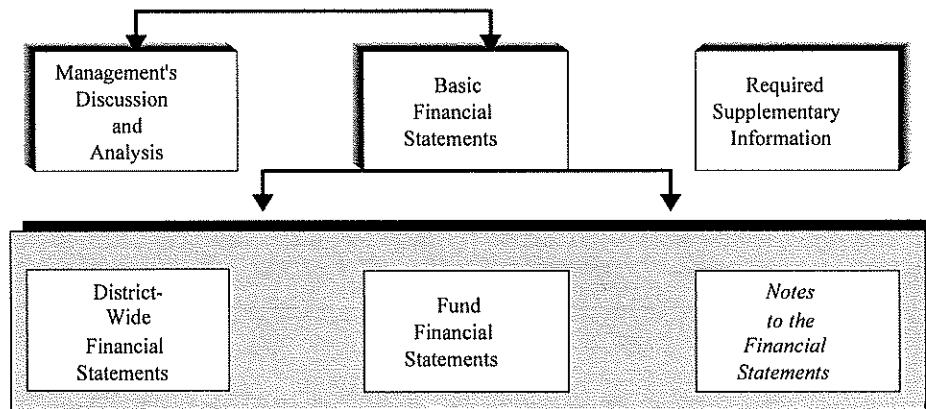 Management's
Discussion
and
Analysis
Basic
Financial
Statements
Required
Supplementary
Information
District-
Wide
Financial
Statements
Fund
Financial
Statements
Notes
to the
Financial
Statements